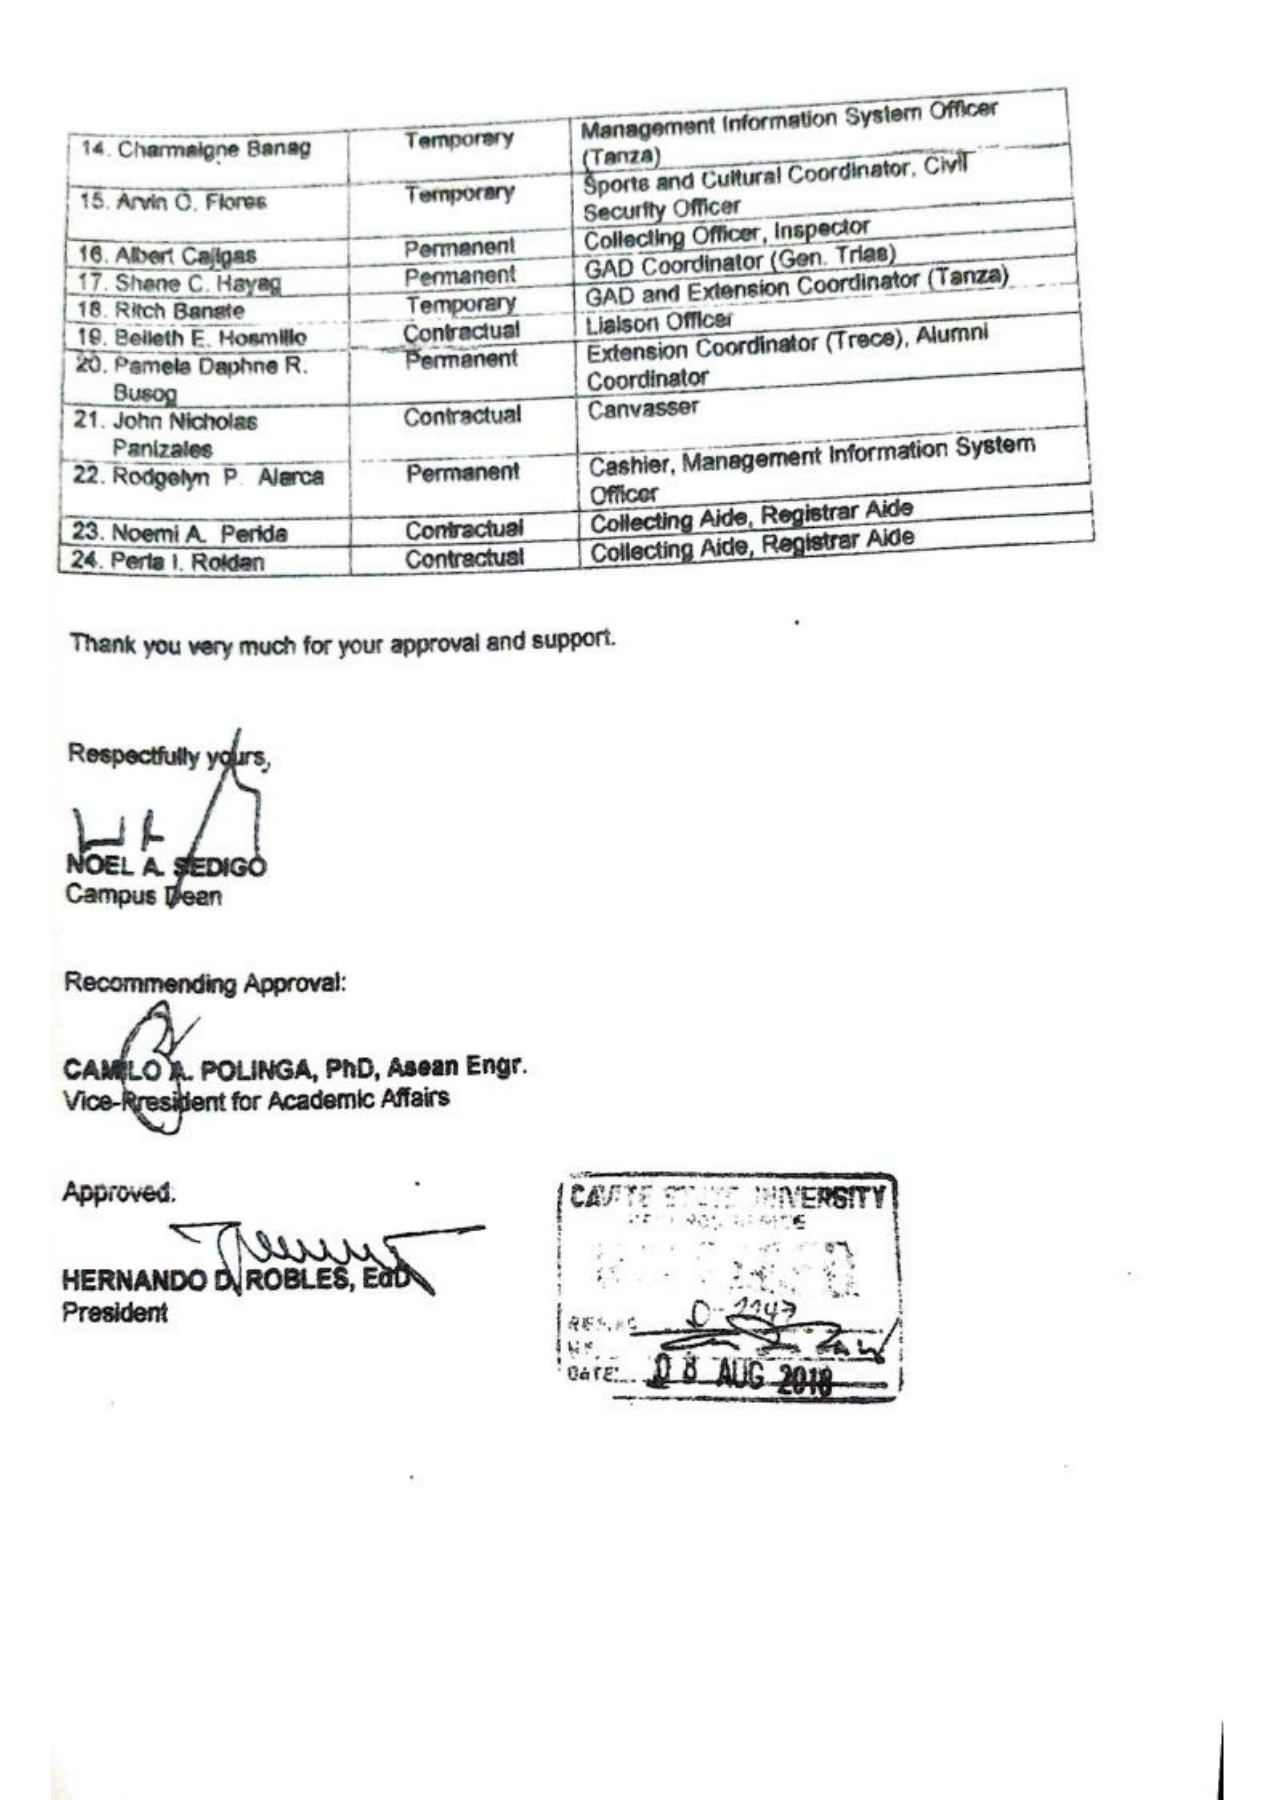 14. Charmaigne Banag Temporary Management Information System Officer
(Tanza)
15. Arvin O. Flores Temporary Sports and Cultural Coordinator, Civil
Security Officer
16. Albert Cajigas Permanent Collecting Officer, Inspector
17. Shane C. Hayag Permanent GAD Coordinator (Gen. Trias)
18. Ritch Banate Temporary GAD and Extension Coordinator (Tanza)
19. Belleth E. Hosmillo Contractual Liaison Officer
20. Pamela Daphne R. Permanent Extension Coordinator (Trece), Alumni
Busog Coordinator
21. John Nicholas Contractual Canvasser
Panizales
22. Rodgelyn P. Alarca Permanent Cashier, Management Information System
Officer
23. Noemi A. Perida Contractual Collecting Aide, Registrar Aide
24. Perla I. Roldan Contractual Collecting Aide, Registrar Aide
Thank you very much for your approval and support.
Respectfully yours,
NOEL A. SEDIGO
Campus Dean
Recommending Approval:
CAMILO A. POLINGA, PhD, Asean Engr.
Vice-President for Academic Affairs
Approved:
HERNANDO D. ROBLES, EdD
President
CAVITE STATE UNIVERSITY
DATE: 08 AUG 2018